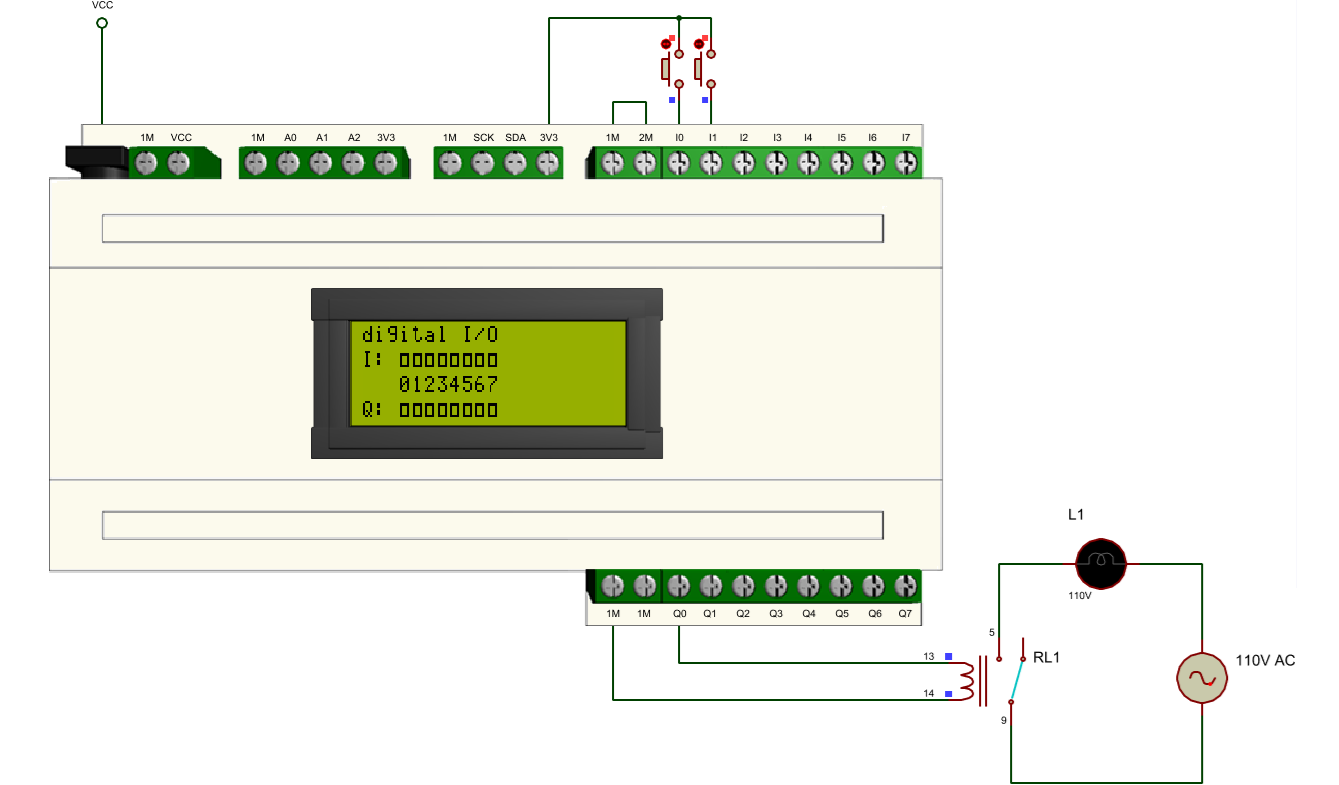 VCC
1M VCC 1M A0 A1 A2 3V3 1M SCK SDA 3V3 1M 2M I0 I1 I2 I3 I4 I5 I6 I7
digital I/O
I:
01234567
Q:
1M 1M Q0 Q1 Q2 Q3 Q4 Q5 Q6 Q7
L1
110V
5
13
RL1
110V AC
14
9